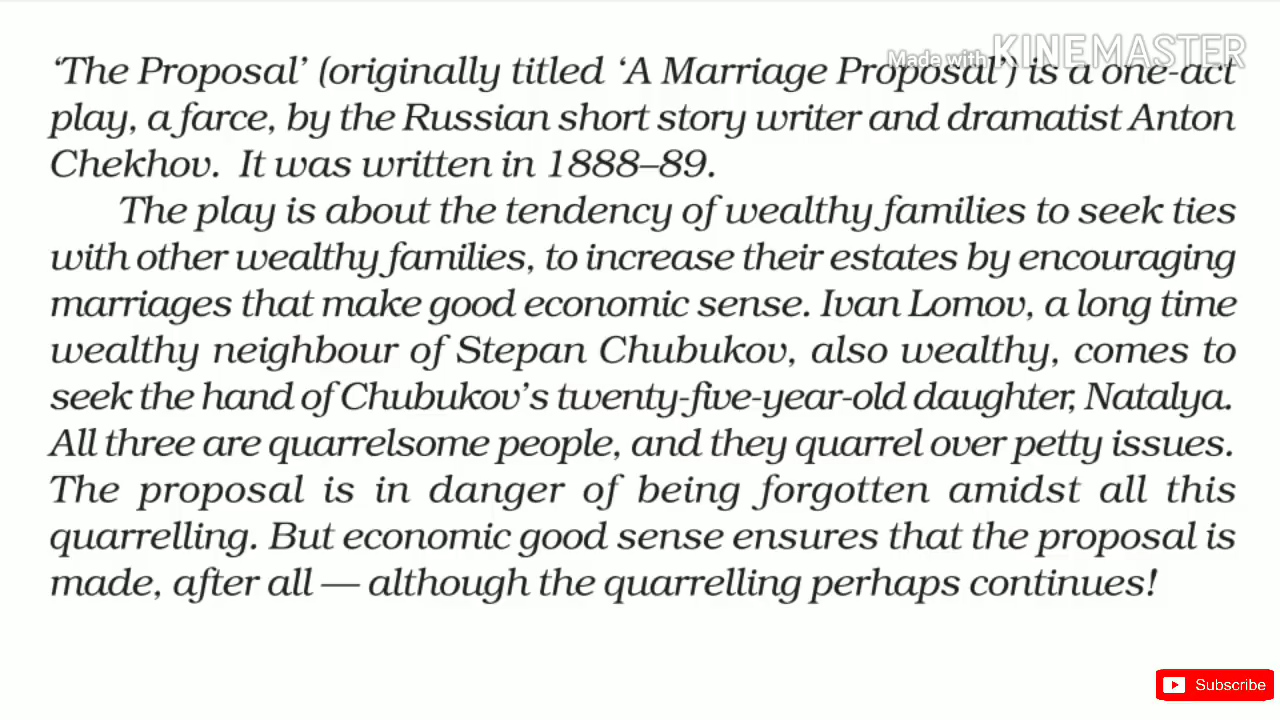 Made with KINEMASTER
'The Proposal' (originally titled 'A Marriage Proposal') is a one-act
play, a farce, by the Russian short story writer and dramatist Anton
Chekhov. It was written in 1888–89.
The play is about the tendency of wealthy families to seek ties
with other wealthy families, to increase their estates by encouraging
marriages that make good economic sense. Ivan Lomov, a long time
wealthy neighbour of Stepan Chubukov, also wealthy, comes to
seek the hand of Chubukov's twenty-five-year-old daughter, Natalya.
All three are quarrelsome people, and they quarrel over petty issues.
The proposal is in danger of being forgotten amidst all this
quarrelling. But economic good sense ensures that the proposal is
made, after all — although the quarrelling perhaps continues!
Subscribe